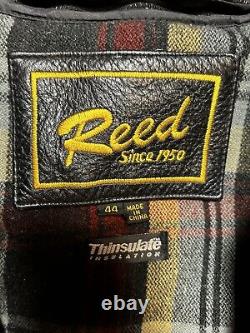 Reed
Since 1950
44 MADE IN CHINA
Thinsulate
INSULATION